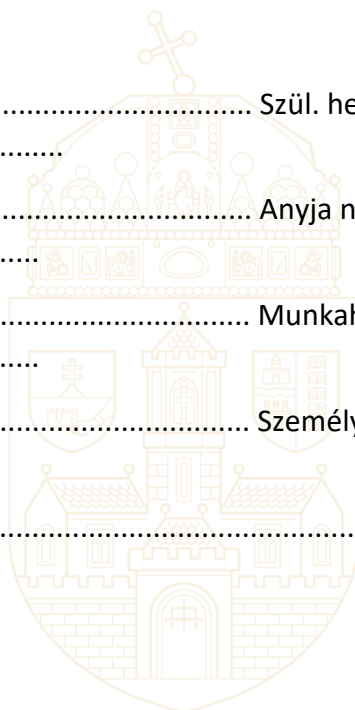 ............................... Szül. he
........
............................... Anyja n
.....
............................... Munkah
.....
............................... Személy
...........................................